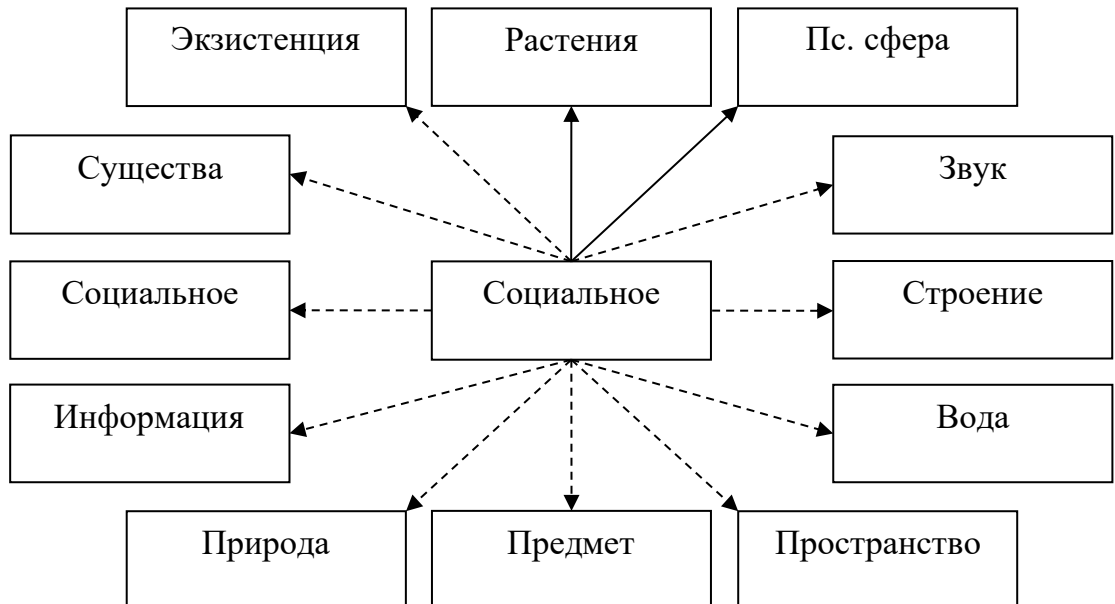 Экзистенция
Растения
Пс. сфера
Существа
Звук
Социальное
Социальное
Строение
Информация
Вода
Природа
Предмет
Пространство